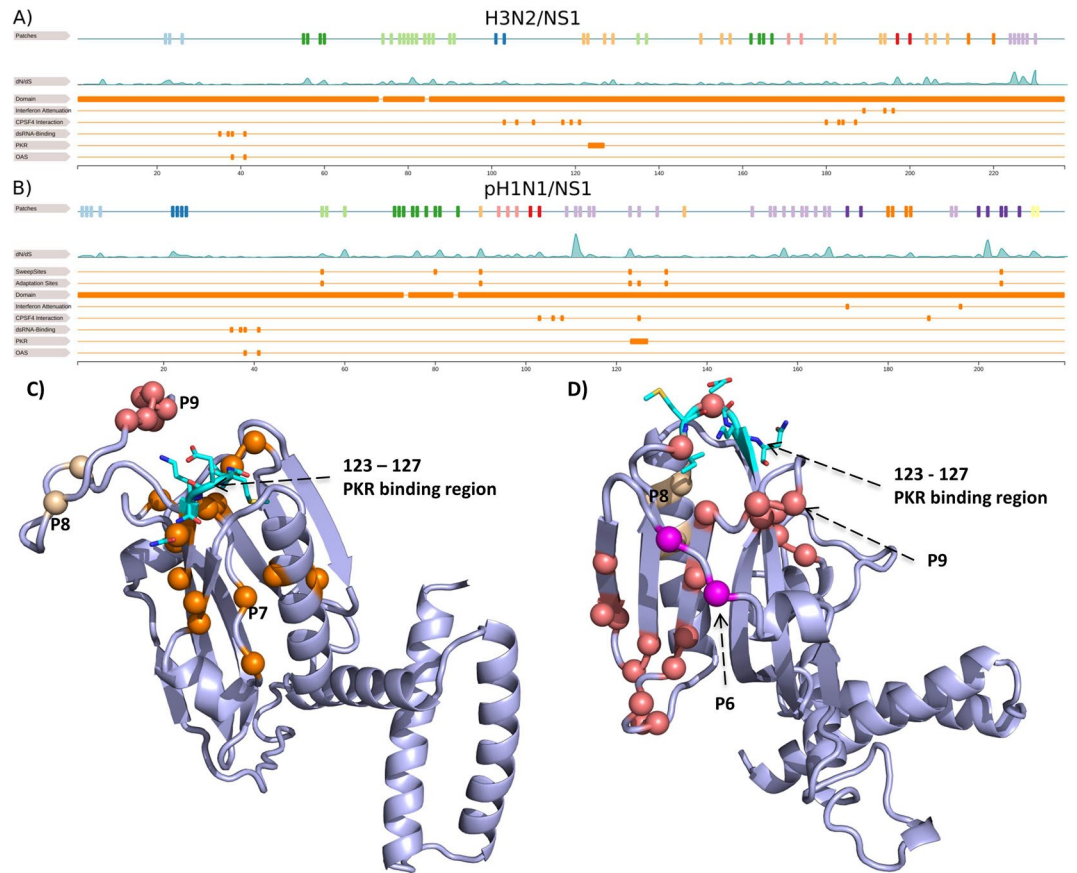 A) H3N2/NS1
Patches
dN/dS
Domain
Interferon Attenuation
CPSF4 Interaction
dsRNA-Binding
PKR
OAS
20 40 60 80 100 120 140 160 180 200 220
B) pH1N1/NS1
Patches
dN/dS
SweepSites
Adaptation Sites
Domain
Interferon Attenuation
CPSF4 Interaction
dsRNA-Binding
PKR
OAS
20 40 60 80 100 120 140 160 180 200
C)
P9
123 – 127
PKR binding region
P8
P7
D)
123 - 127
PKR binding region
P8
P9
P6